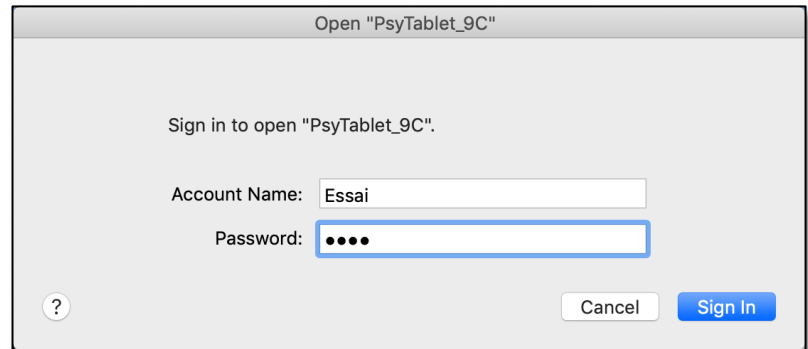 Open "PsyTablet_9C"
Sign in to open "PsyTablet_9C".
Account Name: Essai
Password: ••••
? Cancel Sign In